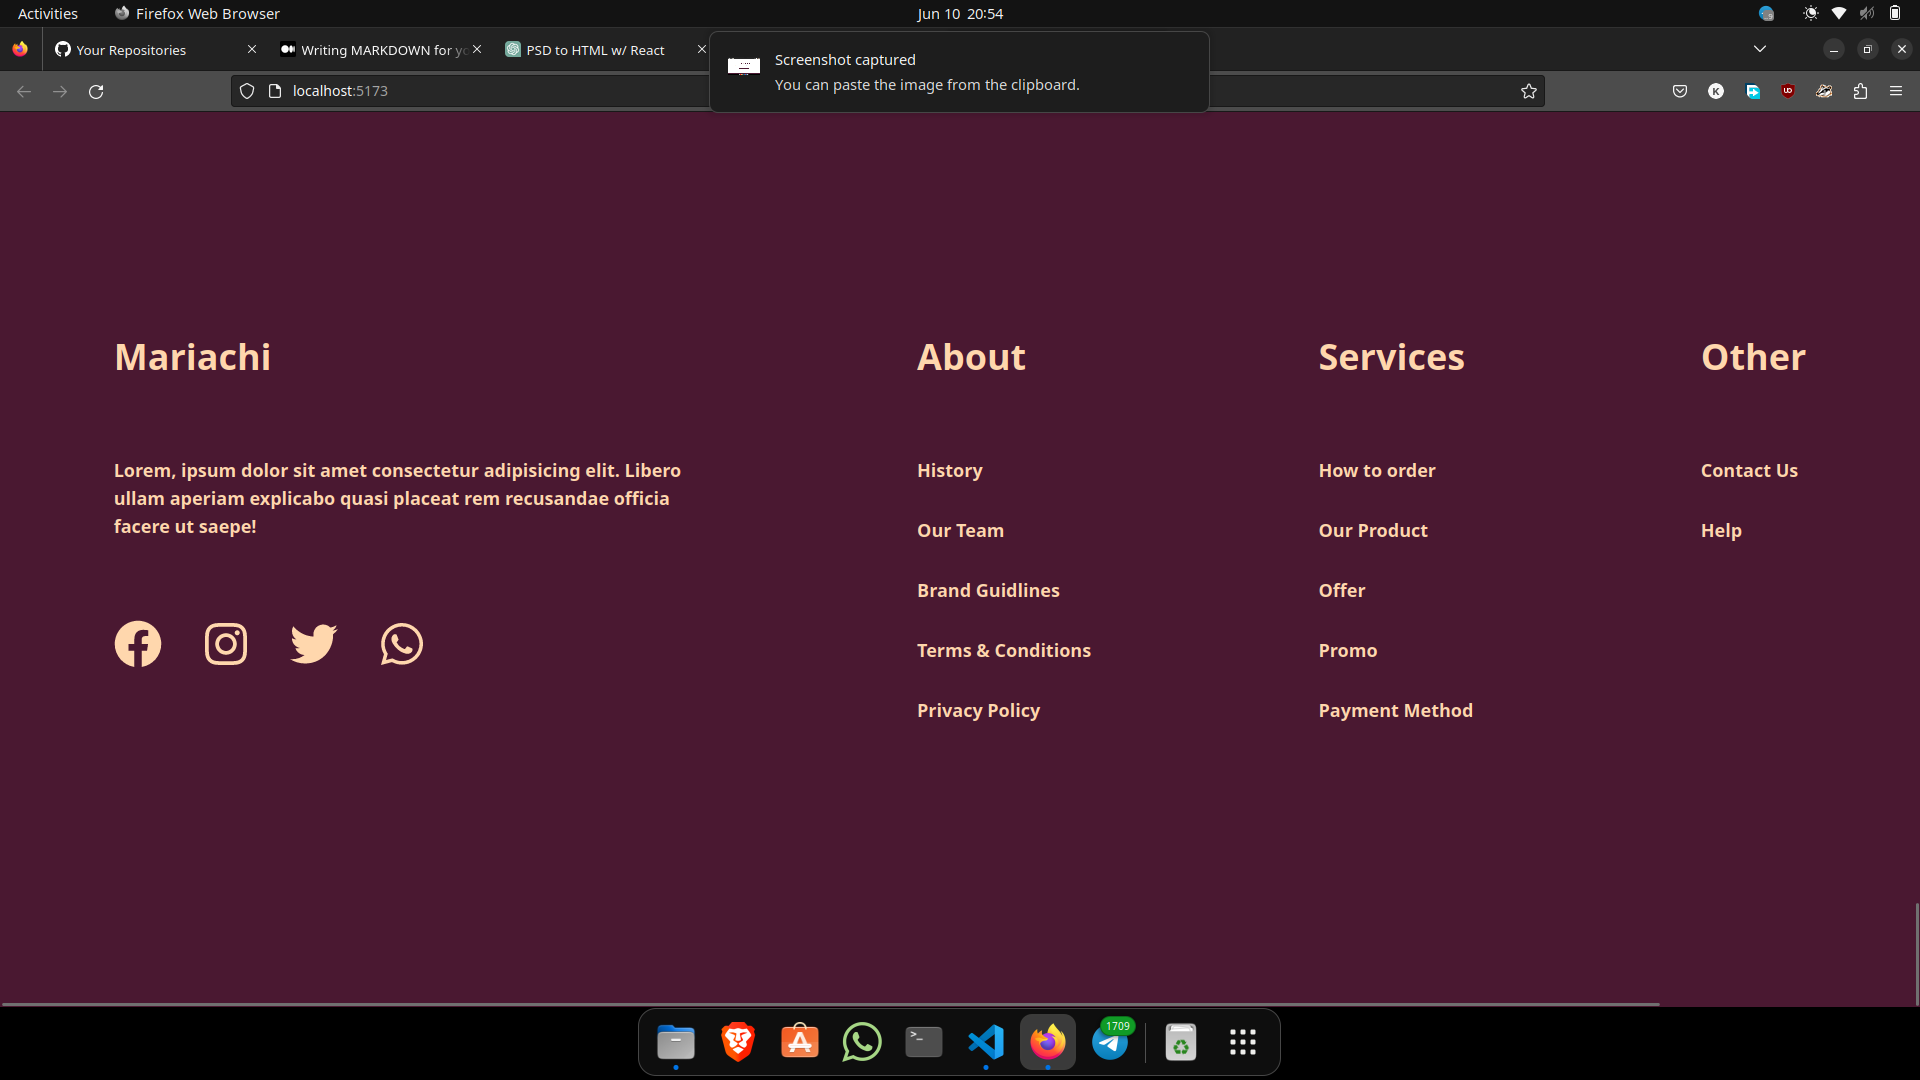 Activities
Firefox Web Browser
Jun 10 20:54
Your Repositories
Writing MARKDOWN for yo
PSD to HTML w/ React
Screenshot captured
You can paste the image from the clipboard.
localhost:5173
K
Mariachi
About
Services
Other
Lorem, ipsum dolor sit amet consectetur adipisicing elit. Libero
ullam aperiam explicabo quasi placeat rem recusandae officia
facere ut saepe!
History
How to order
Contact Us
Our Team
Our Product
Help
Brand Guidlines
Offer
Terms & Conditions
Promo
Privacy Policy
Payment Method
1709